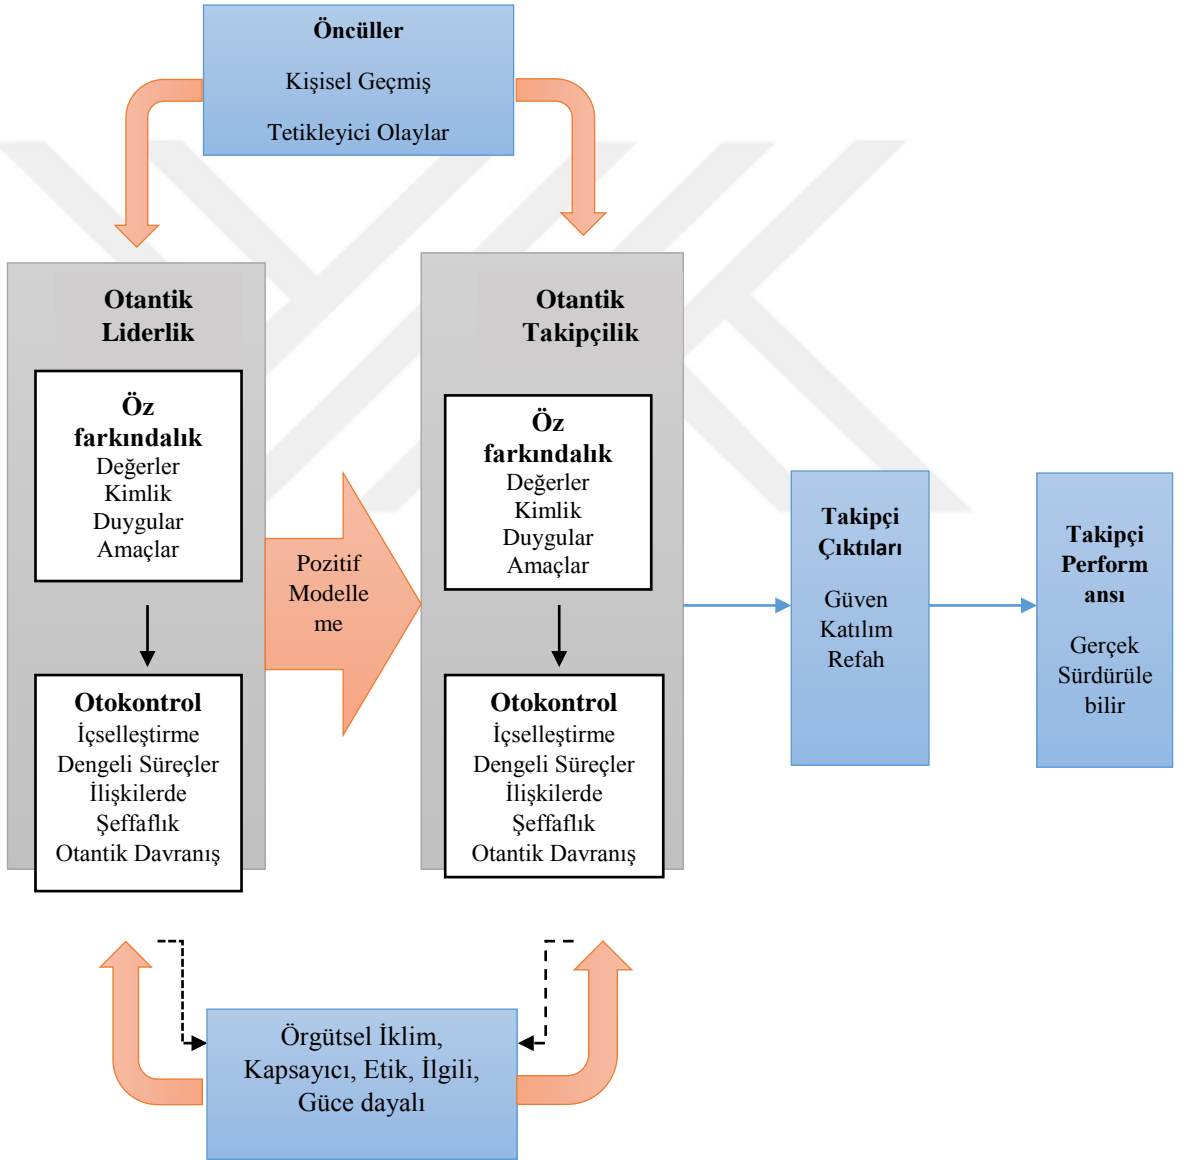 Öncüller
Kişisel Geçmiş
Tetikleyici Olaylar
Otantik
Liderlik
Öz
farkındalık
Değerler
Kimlik
Duygular
Amaçlar
Otokontrol
İçselleştirme
Dengeli Süreçler
İlişkilerde
Şeffaflık
Otantik Davranış
Pozitif
Modelle
me
Otantik
Takipçilik
Öz
farkındalık
Değerler
Kimlik
Duygular
Amaçlar
Otokontrol
İçselleştirme
Dengeli Süreçler
İlişkilerde
Şeffaflık
Otantik Davranış
Takipçi
Çıktıları
Güven
Katılım
Refah
Takipçi
Perform
ansı
Gerçek
Sürdürüle
bilir
Örgütsel İklim,
Kapsayıcı, Etik, İlgili,
Güce dayalı